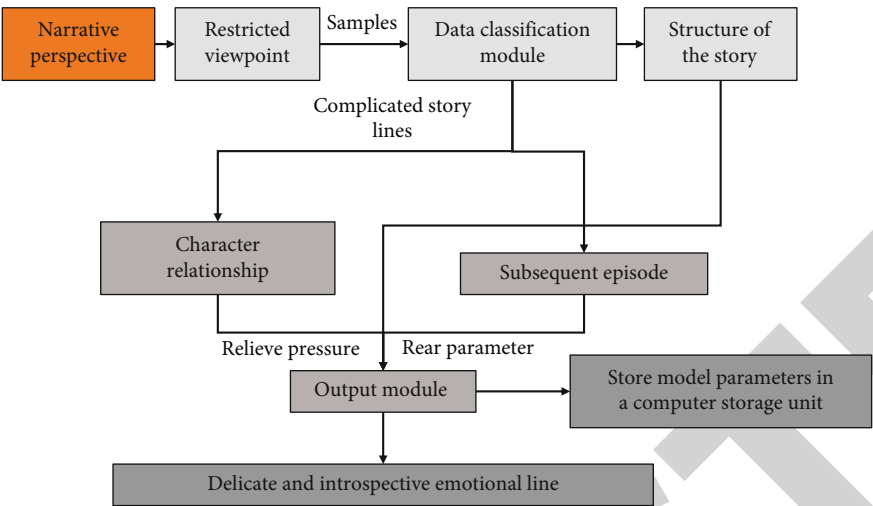 Narrative
perspective
Restricted
viewpoint
Samples
Data classification
module
Structure of
the story
Complicated story
lines
Character
relationship
Subsequent episode
Relieve pressure
Rear parameter
Output module
Store model parameters in
a computer storage unit
Delicate and introspective emotional line